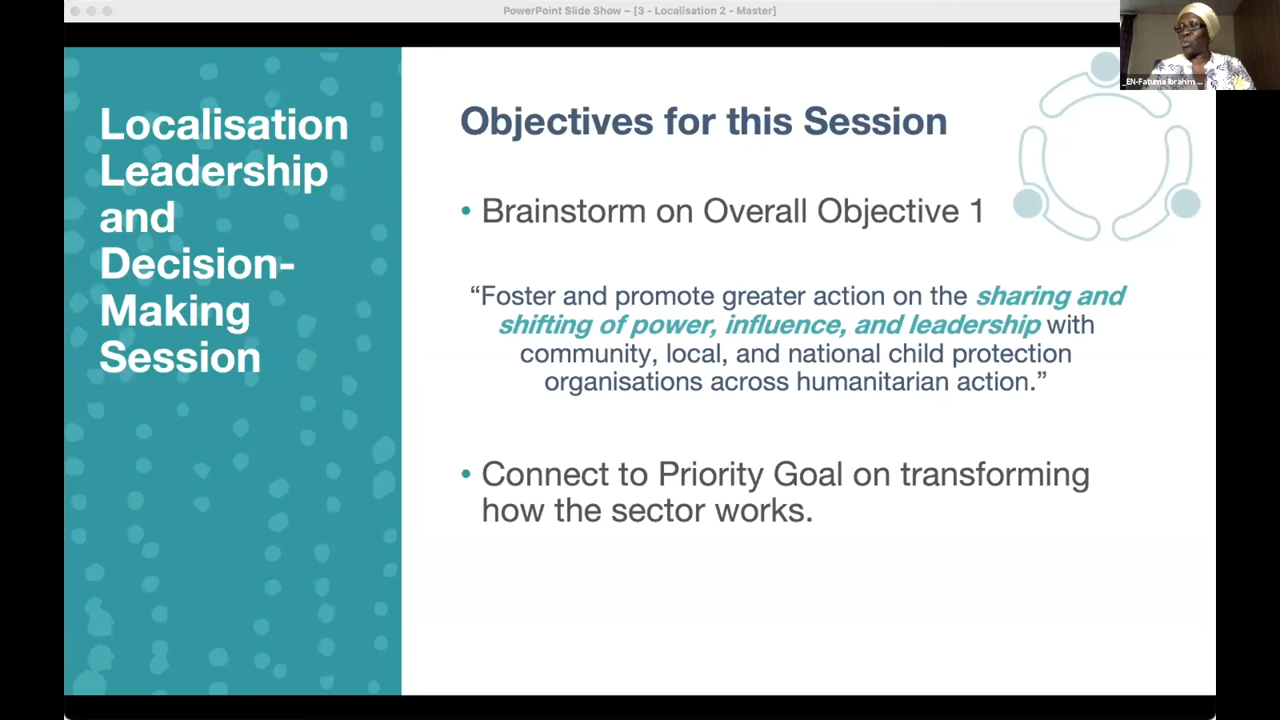 PowerPoint Slide Show – [3 - Localisation 2 - Master]
_EN-Fatuma Ibrahim ...
Localisation
Leadership
and
Decision-
Making
Session
Objectives for this Session
• Brainstorm on Overall Objective 1
“Foster and promote greater action on the sharing and
shifting of power, influence, and leadership with
community, local, and national child protection
organisations across humanitarian action.”
• Connect to Priority Goal on transforming
how the sector works.